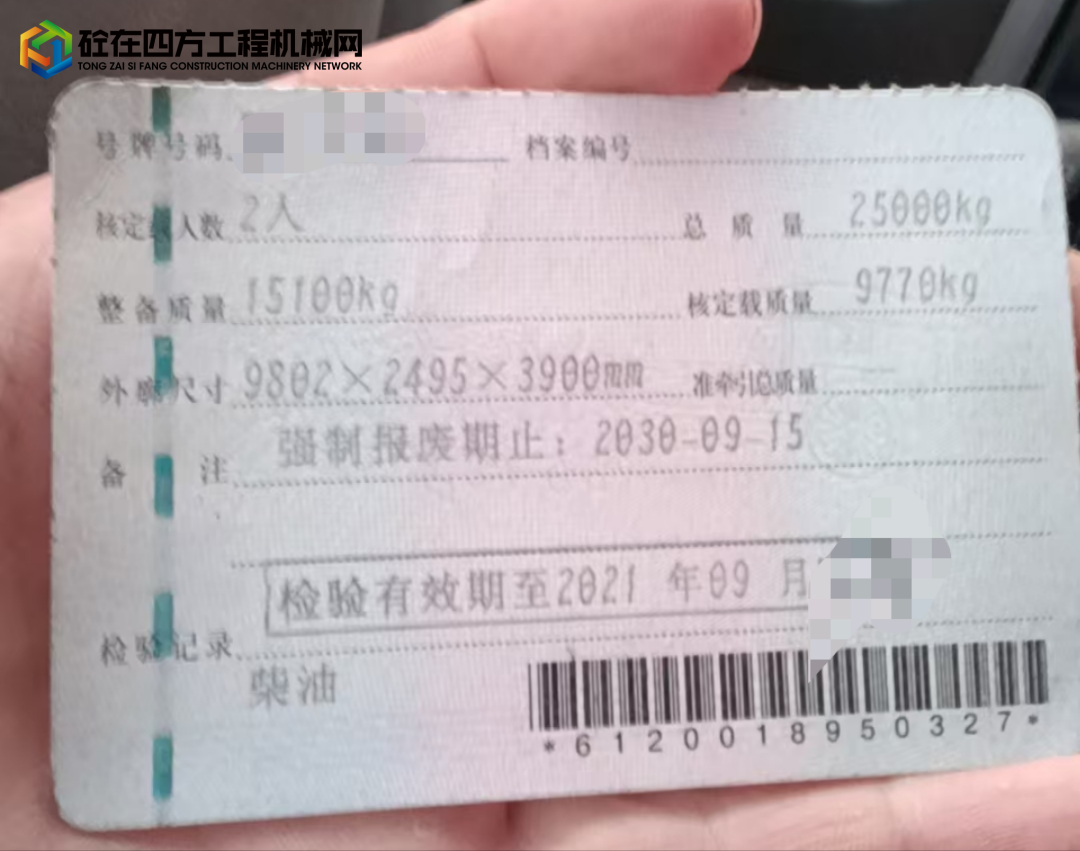 砼在四方工程机械网
TONG ZAI SI FANG CONSTRUCTION MACHINERY NETWORK
号牌号码 档案编号
核定载人数 2人 总质量 25000kg
整备质量 15100kg 核定载质量 9770kg
外廓尺寸 9802×2495×3900mm 准牵引总质量 --
备注 强制报废期止：2030-09-15
检验有效期至2021 年09 月
检验记录
柴油
*6120018950327*